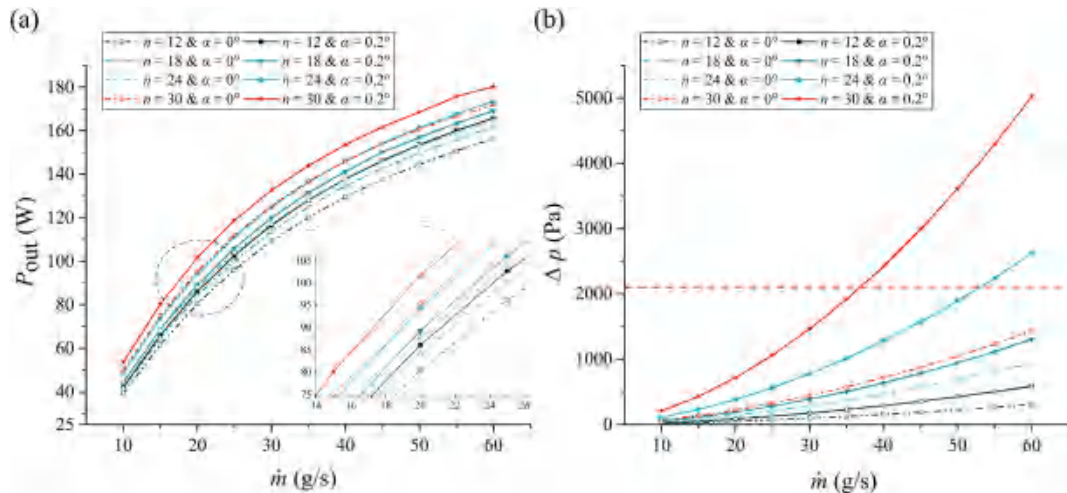 (a)
n = 12 & α = 0° n = 12 & α = 0.2°
n = 18 & α = 0° n = 18 & α = 0.2°
n = 24 & α = 0° n = 24 & α = 0.2°
n = 30 & α = 0° n = 30 & α = 0.2°
180
160
140
120
100
80
60
40
25
P_out (W)
105
100
95
90
85
80
75
14 16 18 20 22 24 26
10 20 30 40 50 60
ṁ (g/s)
(b)
n = 12 & α = 0° n = 12 & α = 0.2°
n = 18 & α = 0° n = 18 & α = 0.2°
n = 24 & α = 0° n = 24 & α = 0.2°
n = 30 & α = 0° n = 30 & α = 0.2°
5000
4000
3000
2000
1000
0
Δ p (Pa)
10 20 30 40 50 60
ṁ (g/s)